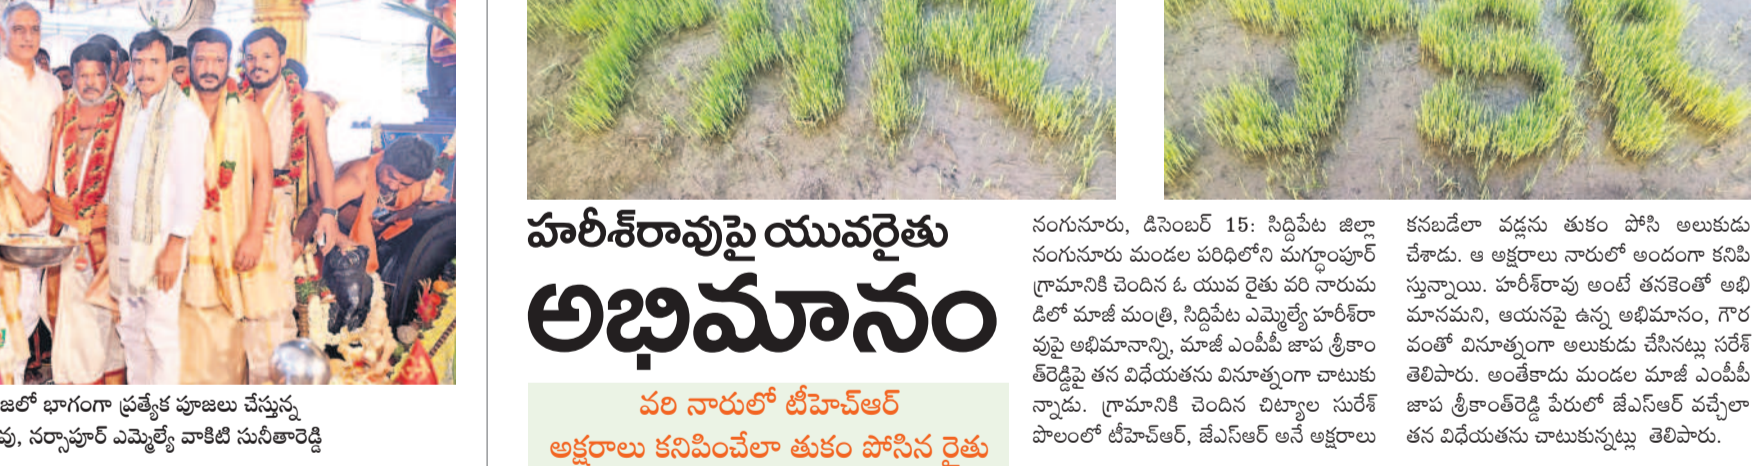 జలో భాగంగా ప్రత్యేక పూజలు చేస్తున్న
వు, నర్సాపూర్ ఎమ్మెల్యే వాకిటి సునీతారెడ్డి
హరీశ్‌రావుపై యువరైతు
అభిమానం
వరి నారులో టీహెచ్ఆర్
అక్షరాలు కనిపించేలా తుకం పోసిన రైతు
నంగునూరు, డిసెంబర్ 15: సిద్దిపేట జిల్లా
నంగునూరు మండల పరిధిలోని మగ్దూంపూర్
గ్రామానికి చెందిన ఓ యువ రైతు వరి నారుమ
డిలో మాజీ మంత్రి, సిద్దిపేట ఎమ్మెల్యే హరీశ్‌రా
వుపై అభిమానాన్ని, మాజీ ఎంపీపీ జాప శ్రీకాం
త్‌రెడ్డిపై తన విధేయతను వినూత్నంగా చాటుకు
న్నాడు. గ్రామానికి చెందిన చిట్యాల సురేశ్
పొలంలో టీహెచ్ఆర్, జేఎస్ఆర్ అనే అక్షరాలు
కనబడేలా వడ్లను తుకం పోసి అలుకుడు
చేశాడు. ఆ అక్షరాలు నారులో అందంగా కనిపి
స్తున్నాయి. హరీశ్‌రావు అంటే తనకెంతో అభి
మానమని, ఆయనపై ఉన్న అభిమానం, గౌర
వంతో వినూత్నంగా అలుకుడు చేసినట్లు సరేశ్
తెలిపారు. అంతేకాదు మండల మాజీ ఎంపీపీ
జాప శ్రీకాంత్‌రెడ్డి పేరులో జేఎస్ఆర్ వచ్చేలా
తన విధేయతను చాటుకున్నట్లు తెలిపారు.